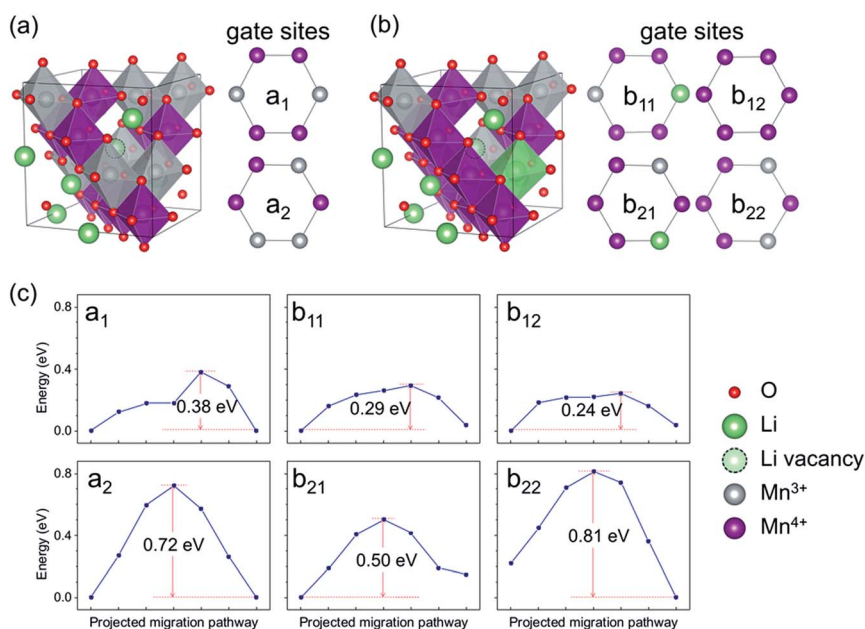 (a)
gate sites
(b)
gate sites
a₁
b₁₁
b₁₂
a₂
b₂₁
b₂₂
(c)
Energy (eV)
0.8
0.4
0.0
a₁
0.38 eV
b₁₁
0.29 eV
b₁₂
0.24 eV
Energy (eV)
0.8
0.4
0.0
a₂
0.72 eV
b₂₁
0.50 eV
b₂₂
0.81 eV
Projected migration pathway
Projected migration pathway
Projected migration pathway
O
Li
Li vacancy
Mn³⁺
Mn⁴⁺